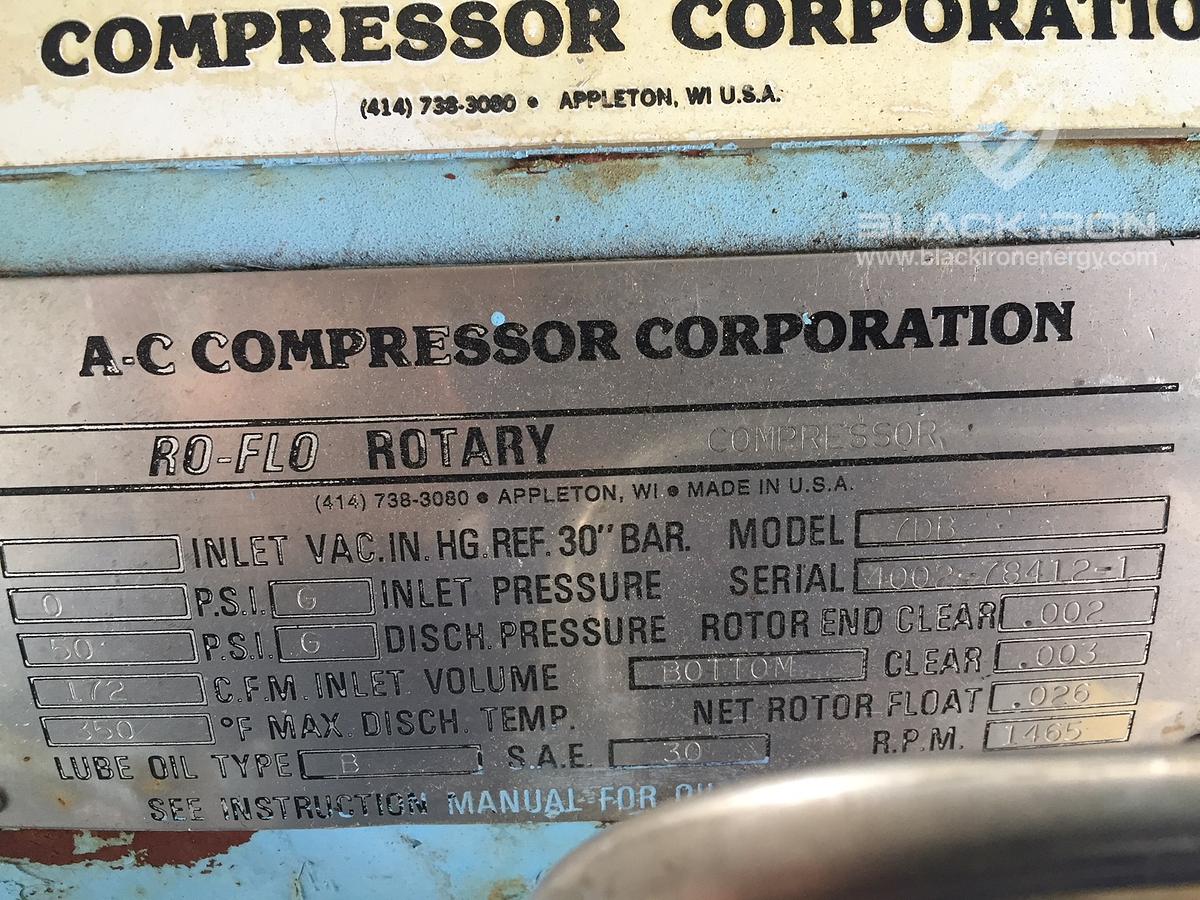 COMPRESSOR CORPORATIO
(414) 738-3080 • APPLETON, WI U.S.A.
BLACK IRON
www.blackironenergy.com
A-C COMPRESSOR CORPORATION
RO-FLO ROTARY COMPRESSOR
(414) 738-3080 • APPLETON, WI • MADE IN U.S.A.
INLET VAC. IN. HG. REF. 30" BAR. MODEL 7DB
0 P.S.I. G INLET PRESSURE SERIAL 4002-78412-1
50 P.S.I. G DISCH. PRESSURE ROTOR END CLEAR .002
172 C.F.M. INLET VOLUME BOTTOM CLEAR .003
350 °F MAX. DISCH. TEMP. NET ROTOR FLOAT .026
LUBE OIL TYPE B S.A.E. 30 R.P.M. 1465
SEE INSTRUCTION MANUAL FOR